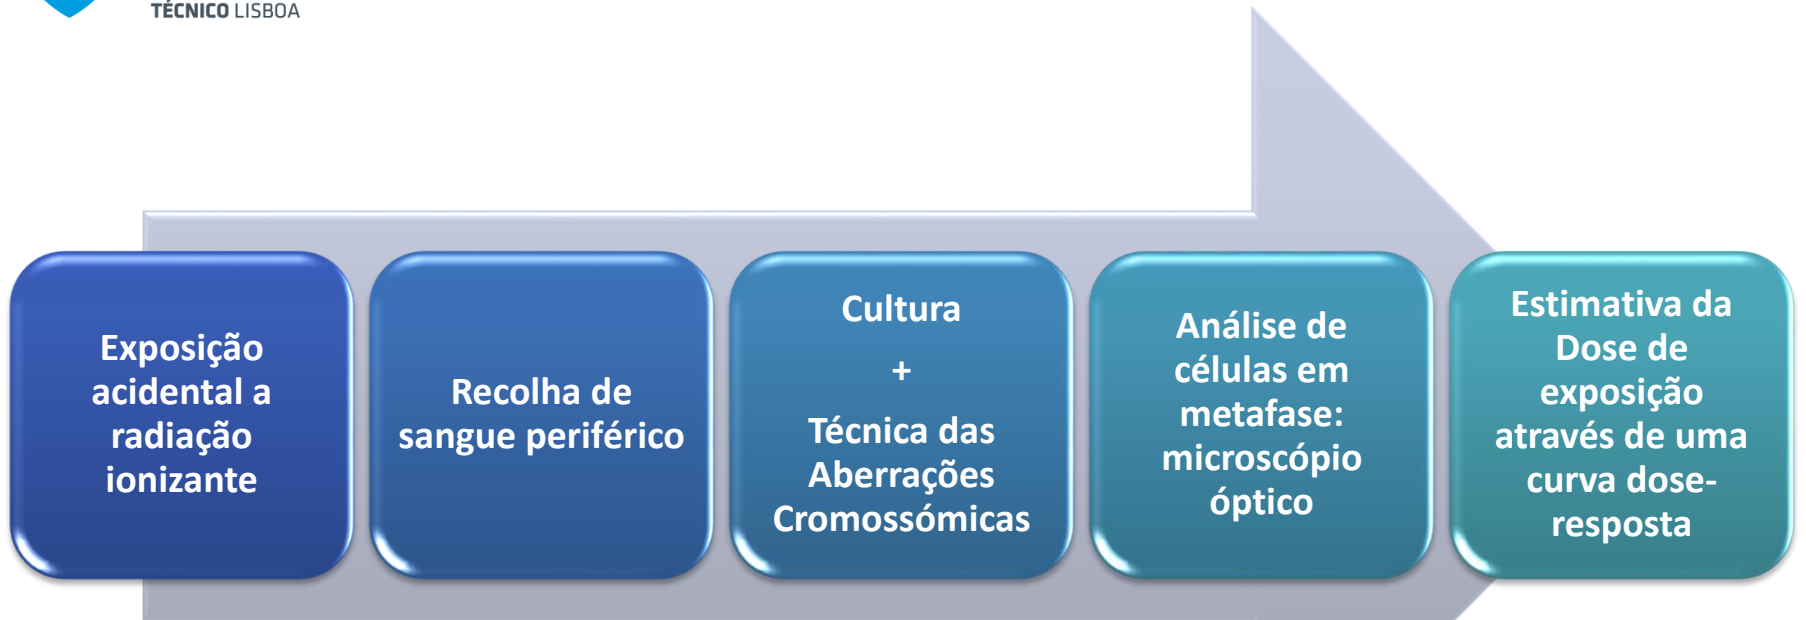 TÉCNICO LISBOA
Exposição
acidental a
radiação
ionizante
Recolha de
sangue periférico
Cultura
+
Técnica das
Aberrações
Cromossómicas
Análise de
células em
metafase:
microscópio
óptico
Estimativa da
Dose de
exposição
através de uma
curva dose-
resposta